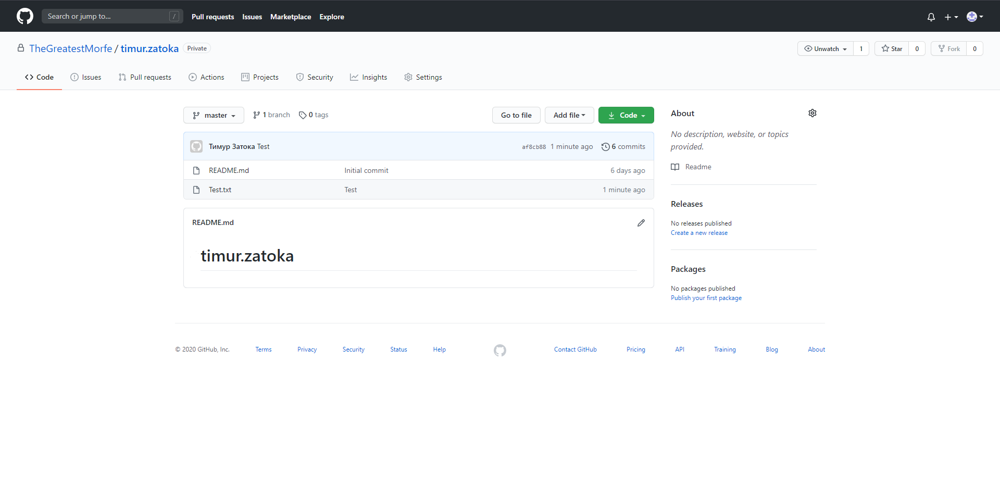 Search or jump to... /
Pull requests Issues Marketplace Explore
TheGreatestMorfe / timur.zatoka Private
Unwatch 1 Star 0 Fork 0
Code Issues Pull requests Actions Projects Security Insights Settings
master 1 branch 0 tags Go to file Add file Code
Тимур Затока Test af8cb88 1 minute ago 6 commits
README.md Initial commit 6 days ago
Test.txt Test 1 minute ago
README.md
timur.zatoka
About
No description, website, or topics
provided.
Readme
Releases
No releases published
Create a new release
Packages
No packages published
Publish your first package
© 2020 GitHub, Inc. Terms Privacy Security Status Help Contact GitHub Pricing API Training Blog About